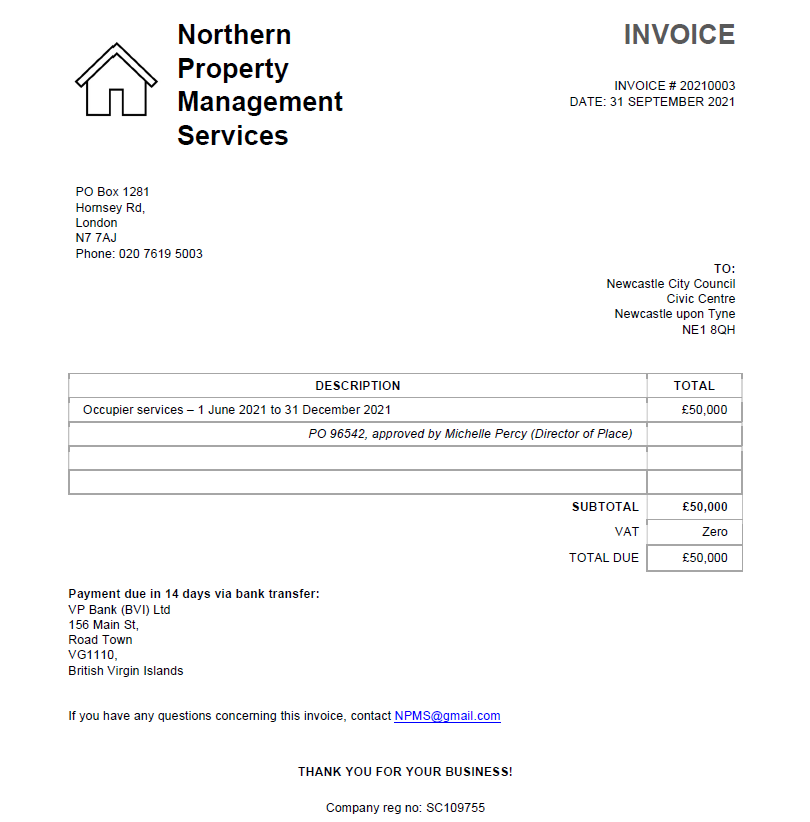 Northern
Property
Management
Services
INVOICE
INVOICE # 20210003
DATE: 31 SEPTEMBER 2021
PO Box 1281
Hornsey Rd,
London
N7 7AJ
Phone: 020 7619 5003
TO:
Newcastle City Council
Civic Centre
Newcastle upon Tyne
NE1 8QH
DESCRIPTION TOTAL
Occupier services – 1 June 2021 to 31 December 2021 £50,000
PO 96542, approved by Michelle Percy (Director of Place)
SUBTOTAL £50,000
VAT Zero
TOTAL DUE £50,000
Payment due in 14 days via bank transfer:
VP Bank (BVI) Ltd
156 Main St,
Road Town
VG1110,
British Virgin Islands
If you have any questions concerning this invoice, contact NPMS@gmail.com
THANK YOU FOR YOUR BUSINESS!
Company reg no: SC109755